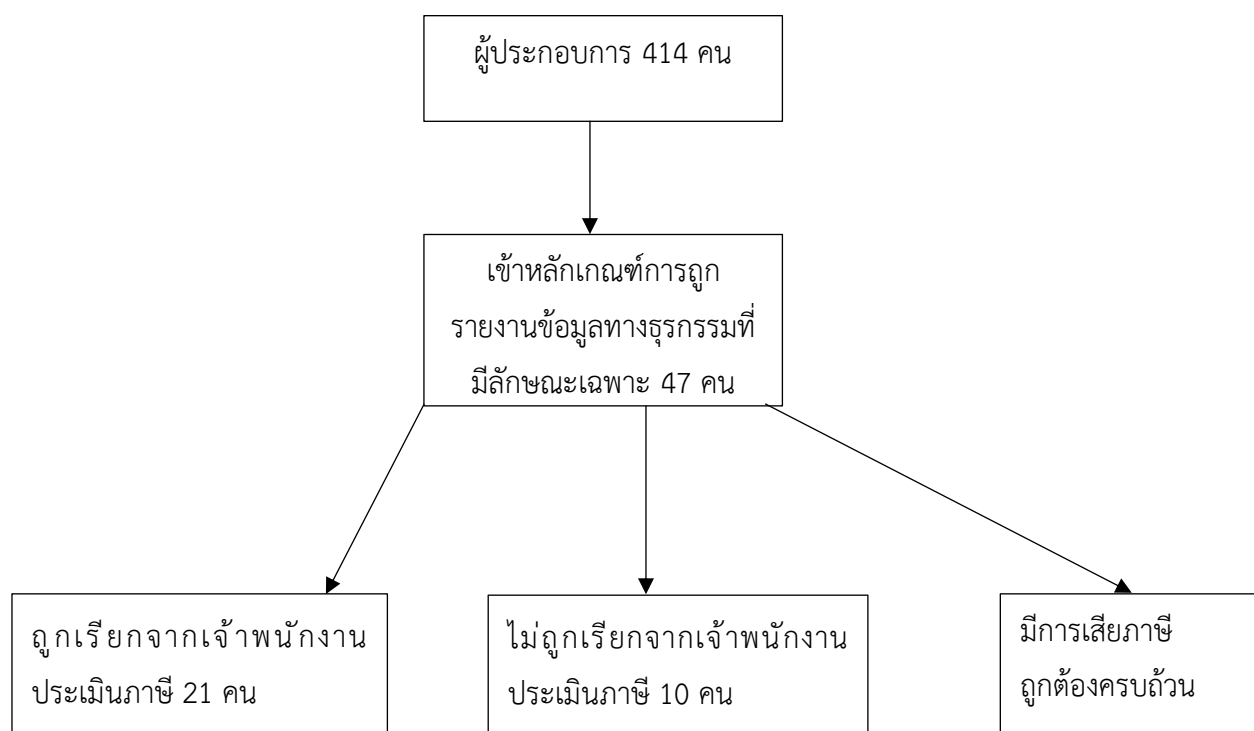 ผู้ประกอบการ 414 คน
เข้าหลักเกณฑ์การถูก
รายงานข้อมูลทางธุรกรรมที่
มีลักษณะเฉพาะ 47 คน
ถูกเรียกจากเจ้าพนักงาน
ประเมินภาษี 21 คน
ไม่ถูกเรียกจากเจ้าพนักงาน
ประเมินภาษี 10 คน
มีการเสียภาษี
ถูกต้องครบถ้วน